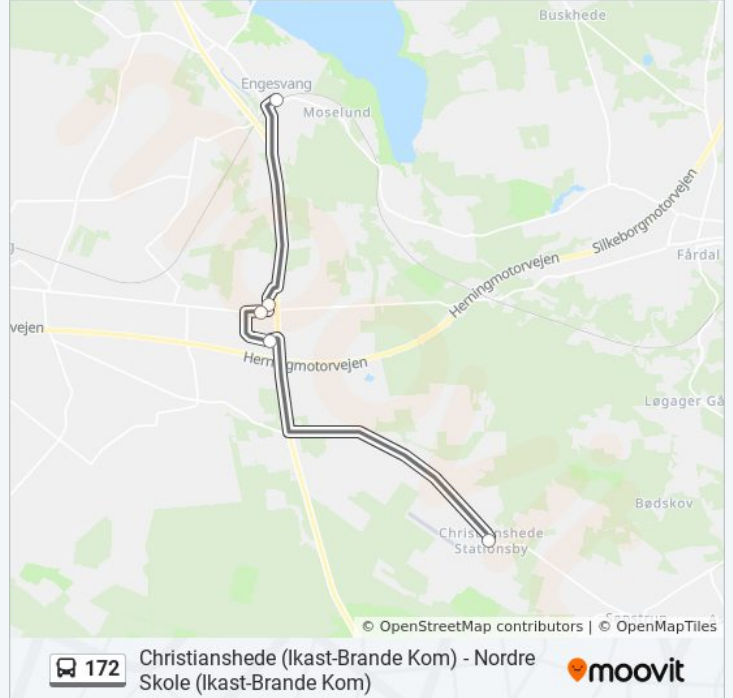 Buskhede
Engesvang
Moselund
Silkeborgmotorvejen
Fårdal
Herningmotorvejen
vejen
Herningmotorvejen
Løgager Gå
Bødskov
Christianshede
Stationsby
© OpenStreetMap contributors | © OpenMapTiles
172
Christianshede (Ikast-Brande Kom) - Nordre
Skole (Ikast-Brande Kom)
moovit